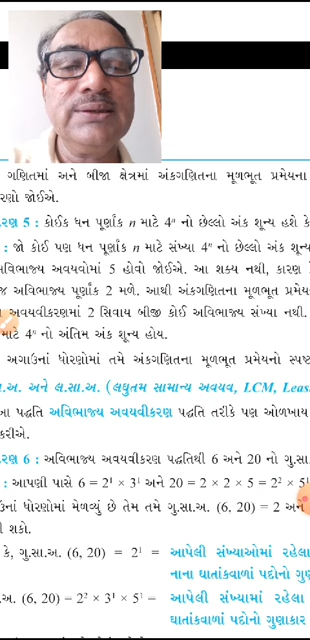 ગણિતમાં અને બીજા ક્ષેત્રમાં અંકગણિતના મૂળભૂત પ્રમેયના
રણો જોઈએ.
રણ 5 : કોઈક ધન પૂર્ણાંક n માટે 4ⁿ નો છેલ્લો અંક શૂન્ય હશે કે
: જો કોઈ પણ ધન પૂર્ણાંક n માટે સંખ્યા 4ⁿ નો છેલ્લો અંક શૂન્ય
અવિભાજ્ય અવયવોમાં 5 હોવો જોઈએ. આ શક્ય નથી, કારણ
જ અવિભાજ્ય પૂર્ણાંક 2 મળે. આથી અંકગણિતના મૂળભૂત પ્રમેય
અવયવીકરણમાં 2 સિવાય બીજી કોઈ અવિભાજ્ય સંખ્યા નથી.
માટે 4ⁿ નો અંતિમ અંક શૂન્ય હોય.
અગાઉનાં ધોરણોમાં તમે અંકગણિતના મૂળભૂત પ્રમેયનો સ્પષ્ટ
.અ. અને લ.સા.અ. (લઘુતમ સામાન્ય અવયવ, LCM, Leas
આ પદ્ધતિ અવિભાજ્ય અવયવીકરણ પદ્ધતિ તરીકે પણ ઓળખાય
કરીએ.
રણ 6 : અવિભાજ્ય અવયવીકરણ પદ્ધતિથી 6 અને 20 નો ગુ.સા.
: આપણી પાસે 6 = 2¹ × 3¹ અને 20 = 2 × 2 × 5 = 2² × 5¹
ઉનાં ધોરણોમાં મેળવ્યું છે તેમ તમે ગુ.સા.અ. (6, 20) = 2 અને
ી શકો.
કે, ગુ.સા.અ. (6, 20) = 2¹ = આપેલી સંખ્યાઓમાં રહેલા
નાના ઘાતાંકવાળાં પદોનો ગુણ
.અ. (6, 20) = 2² × 3¹ × 5¹ = આપેલી સંખ્યામાં રહેલા
ઘાતાંકવાળાં પદોનો ગુણાકાર